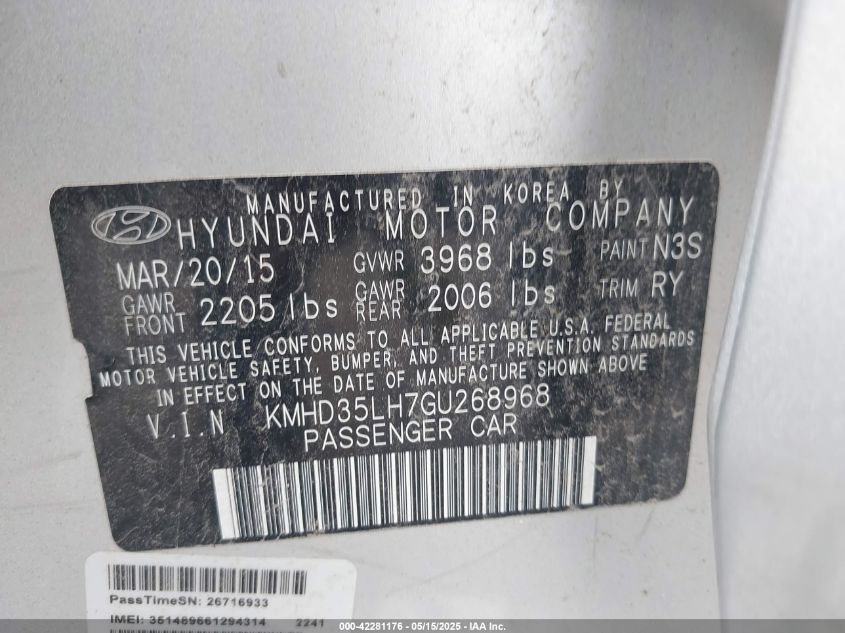 MANUFACTURED IN KOREA BY
HYUNDAI MOTOR COMPANY
MAR/20/15 GVWR 3968 lbs PAINT N3S
GAWR FRONT 2205 lbs GAWR REAR 2006 lbs TRIM RY
THIS VEHICLE CONFORMS TO ALL APPLICABLE U.S.A. FEDERAL
MOTOR VEHICLE SAFETY, BUMPER, AND THEFT PREVENTION STANDARDS
IN EFFECT ON THE DATE OF MANUFACTURE SHOWN ABOVE
V.I.N KMHD35LH7GU268968
PASSENGER CAR
PassTimeSN: 26716933
IMEI: 351489661294314 2241
000-42281176 - 05/15/2025 - IAA Inc.